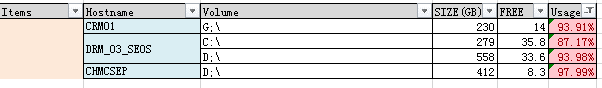 Items Hostname Volume SIZE(GB) FREE Usage
CRM01 G:\ 230 14 93.91%
DRM_03_SEOS C:\ 279 35.8 87.17%
D:\ 558 33.6 93.98%
CHMCSEP D:\ 412 8.3 97.99%